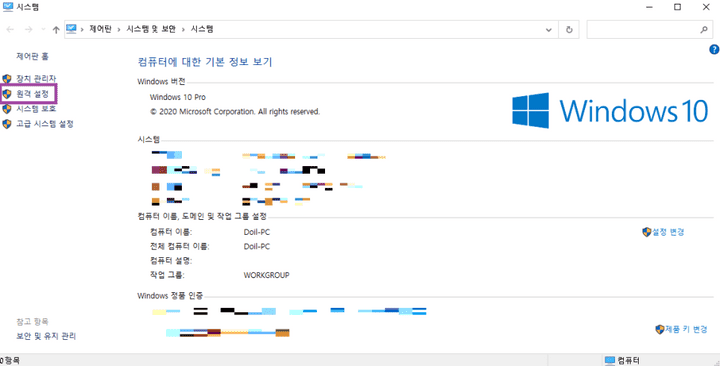 시스템
제어판 › 시스템 및 보안 › 시스템
제어판 홈
장치 관리자
원격 설정
시스템 보호
고급 시스템 설정
참고 항목
보안 및 유지 관리
컴퓨터에 대한 기본 정보 보기
Windows 버전
Windows 10 Pro
© 2020 Microsoft Corporation. All rights reserved.
Windows 10
시스템
컴퓨터 이름, 도메인 및 작업 그룹 설정
컴퓨터 이름: Doil-PC 설정 변경
전체 컴퓨터 이름: Doil-PC
컴퓨터 설명:
작업 그룹: WORKGROUP
Windows 정품 인증
제품 키 변경
0 항목 컴퓨터